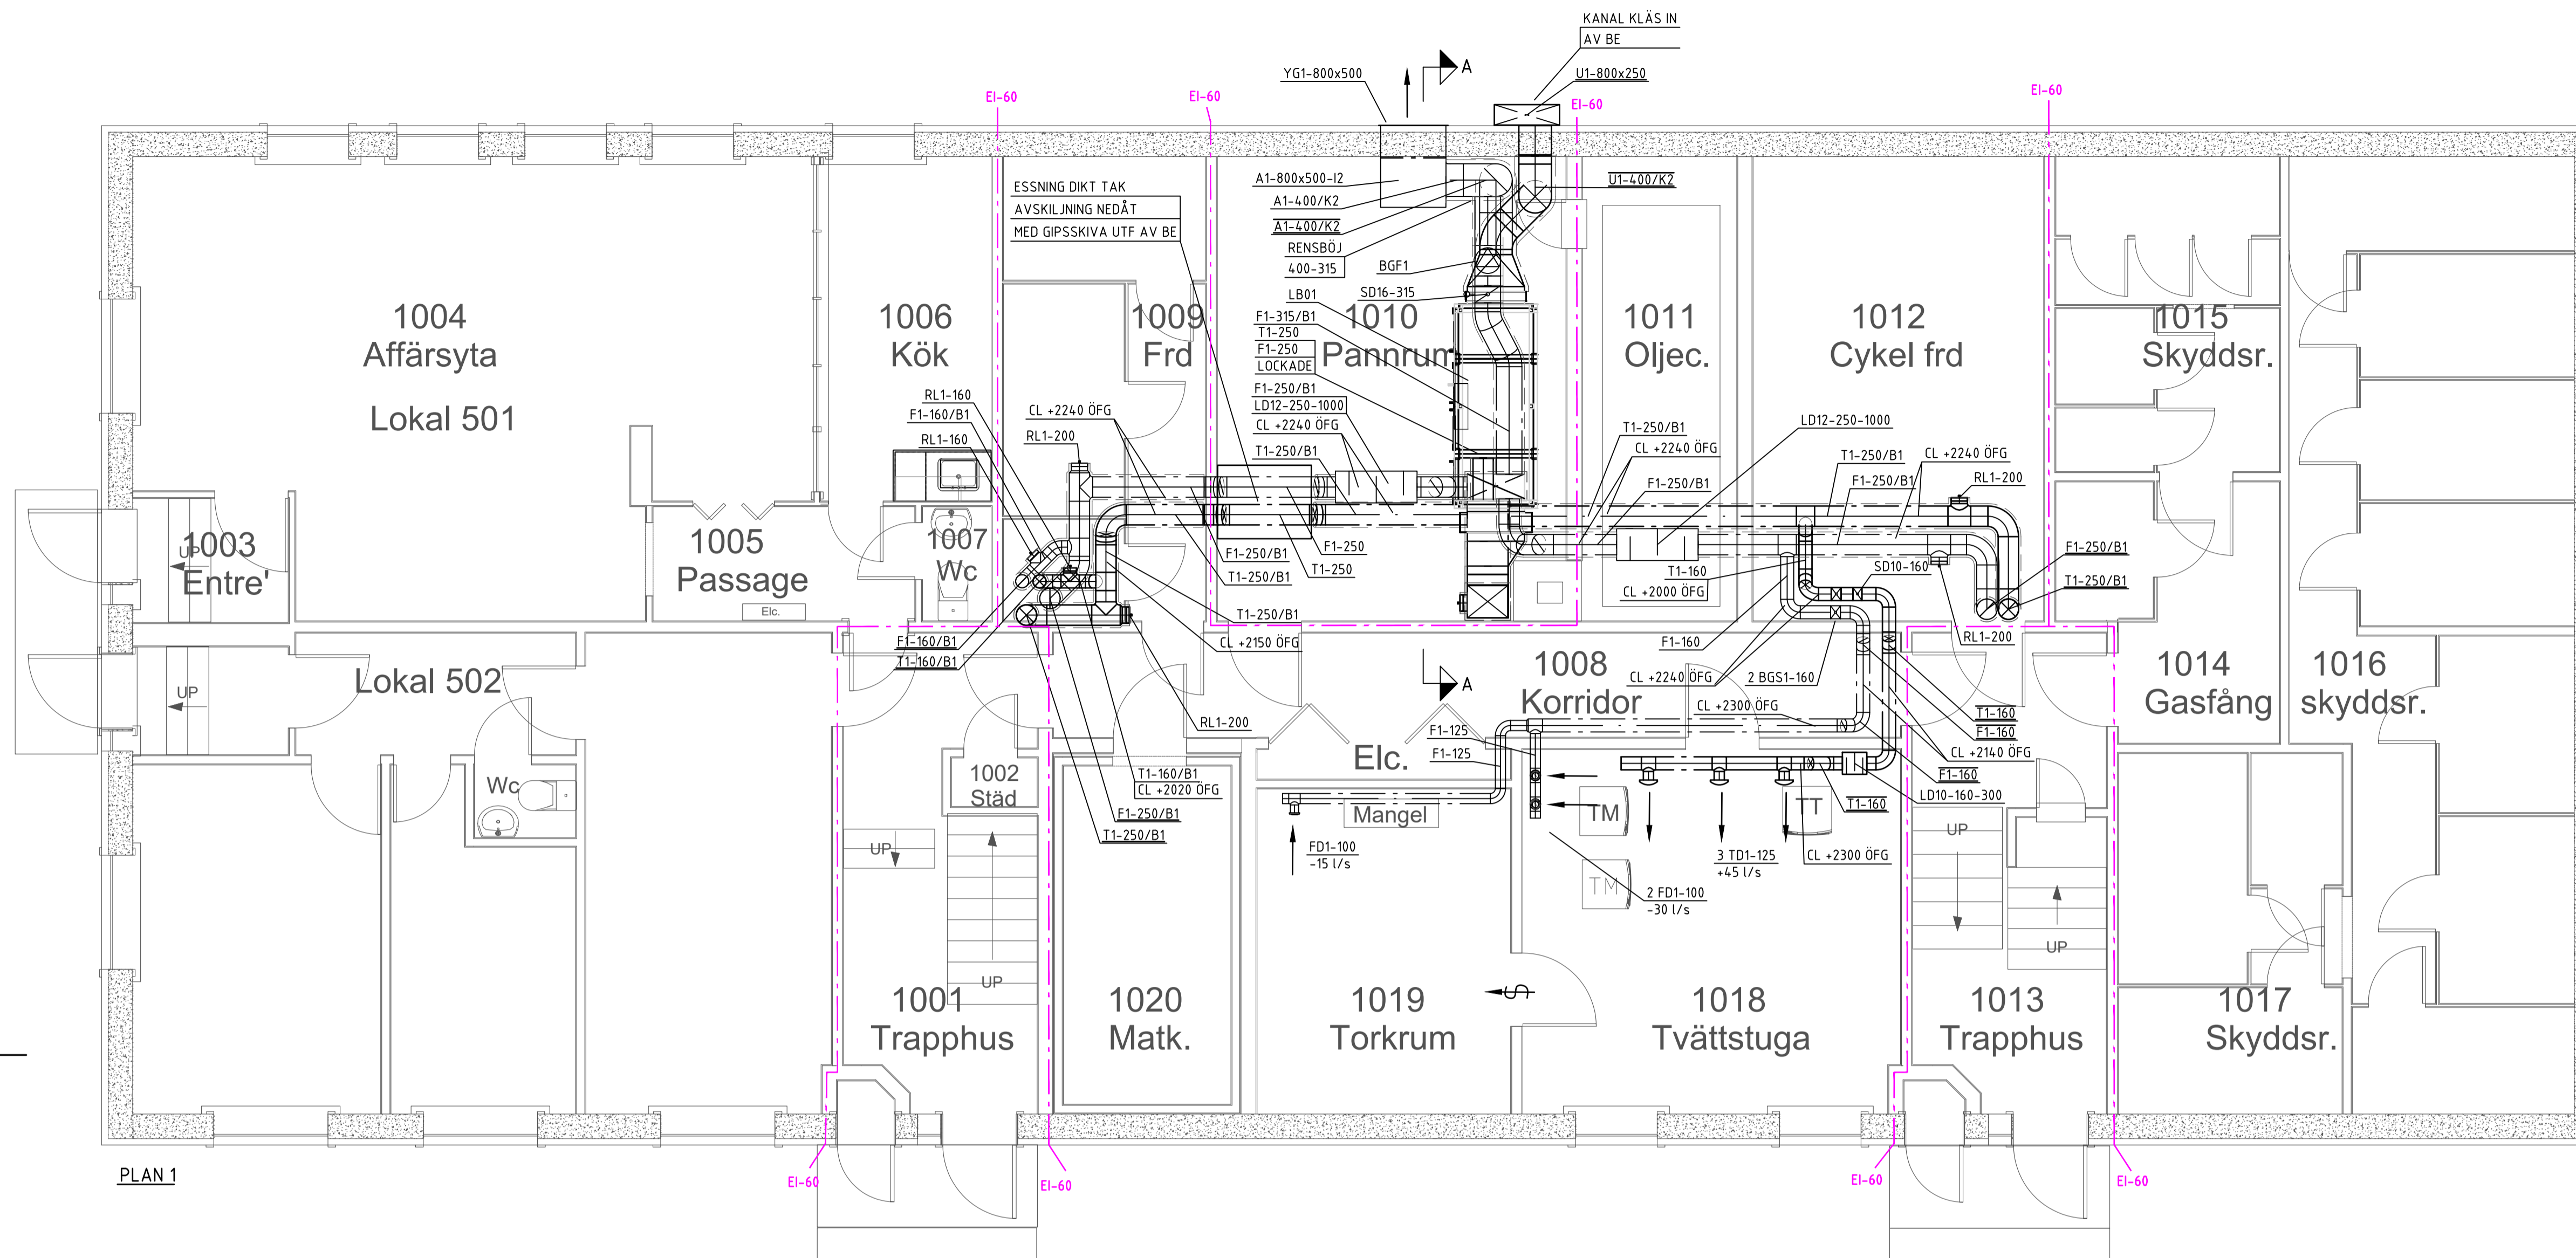 KANAL KLÄS IN
AV BE
YG1-800x500
A
U1-800x250
EI-60
EI-60
EI-60
EI-60
ESSNING DIKT TAK
AVSKILJNING NEDÅT
MED GIPSSKIVA UTF AV BE
A1-800x500-I2
A1-400/K2
A1-400/K2
RENSBÖJ
400-315
BGF1
SD16-315
LB01
F1-315/B1
T1-250
F1-250
LOCKADE
F1-250/B1
LD12-250-1000
CL +2240 ÖFG
T1-250/B1
U1-400/K2
1004
Affärsyta
Lokal 501
1006
Kök
1009
Frd
1010
Pannrum
1011
Oljec.
1012
Cykel frd
1015
Skyddsr.
RL1-160
F1-160/B1
RL1-160
CL +2240 ÖFG
RL1-200
T1-250/B1
CL +2240 ÖFG
F1-250/B1
LD12-250-1000
T1-250/B1
CL +2240 ÖFG
F1-250/B1
RL1-200
1003
Entre'
UP
1005
Passage
Elc.
1007
Wc
F1-250/B1
F1-250
T1-250/B1
T1-250
T1-250/B1
CL +2150 ÖFG
F1-160/B1
T1-160/B1
T1-160
CL +2000 ÖFG
SD10-160
F1-250/B1
T1-250/B1
F1-160
RL1-200
CL +2240 ÖFG
2 BGS1-160
Lokal 502
UP
1008
Korridor
A
1014
Gasfång
1016
skyddsr.
CL +2300 ÖFG
T1-160
F1-160
CL +2140 ÖFG
F1-160
RL1-200
F1-125
F1-125
Elc.
Wc
1002
Städ
T1-160/B1
CL +2020 ÖFG
F1-250/B1
T1-250/B1
Mangel
TM
TT
T1-160
LD10-160-300
UP
UP
FD1-100
-15 l/s
3 TD1-125
+45 l/s
CL +2300 ÖFG
TM
2 FD1-100
-30 l/s
UP
UP
1001
Trapphus
1020
Matk.
1019
Torkrum
S
1018
Tvättstuga
1013
Trapphus
1017
Skyddsr.
PLAN 1
EI-60
EI-60
EI-60
EI-60